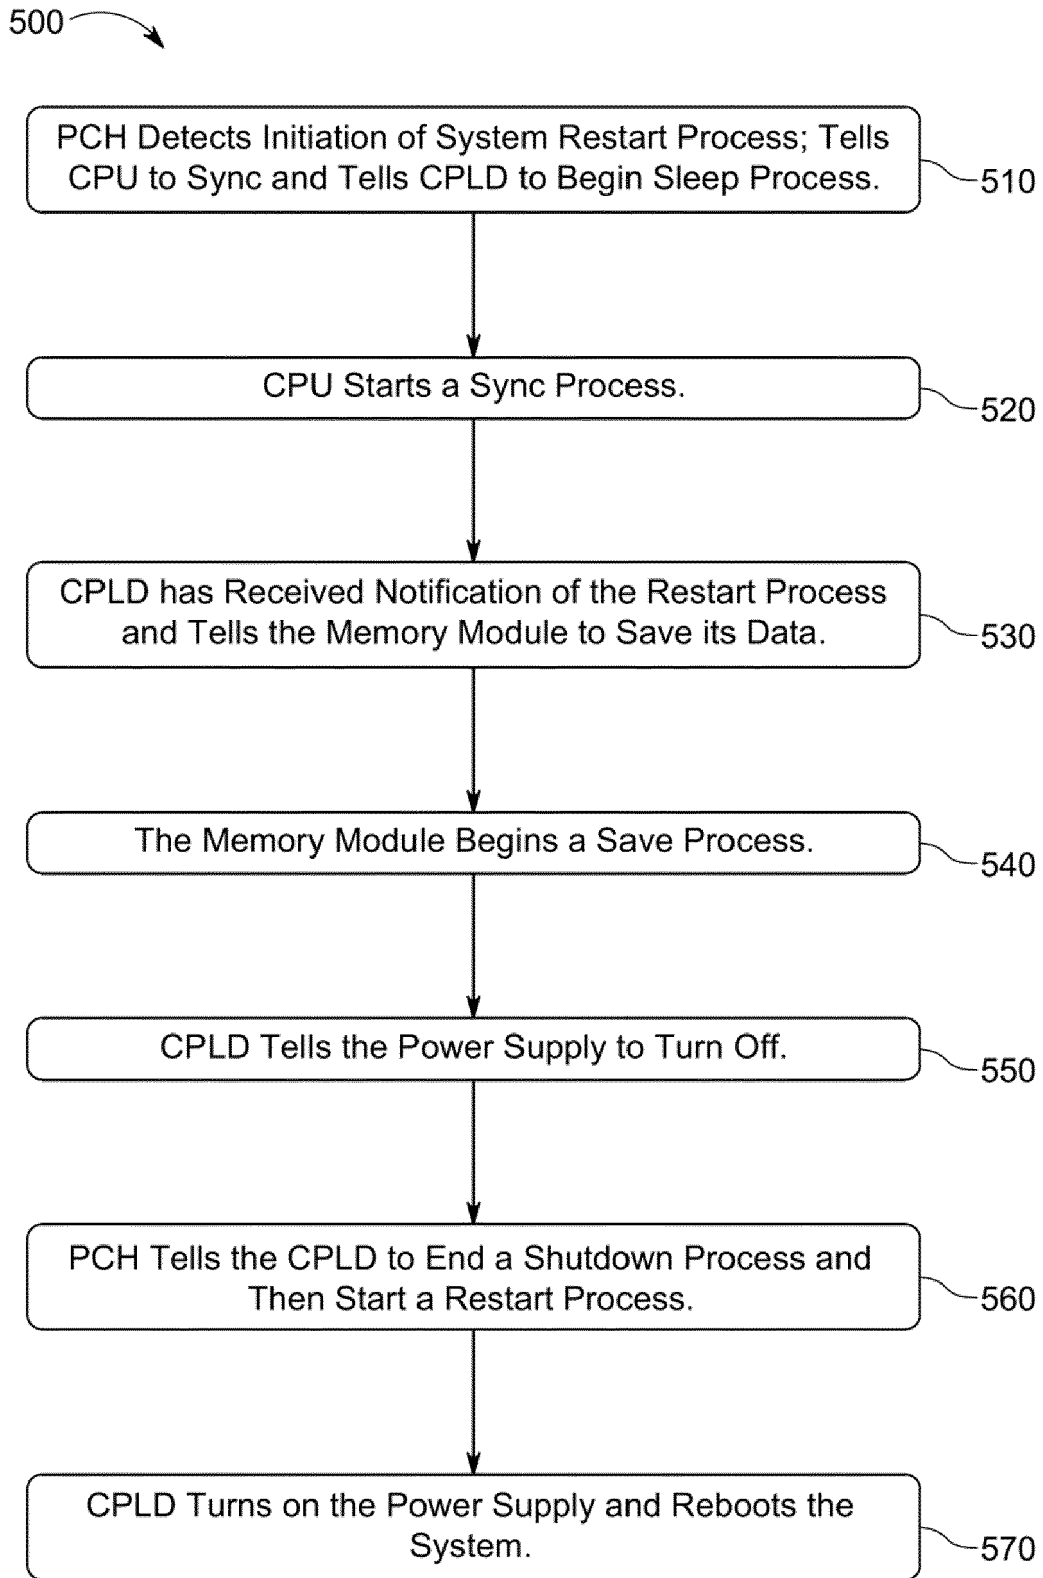 500
PCH Detects Initiation of System Restart Process; Tells
CPU to Sync and Tells CPLD to Begin Sleep Process.
510
CPU Starts a Sync Process.
520
CPLD has Received Notification of the Restart Process
and Tells the Memory Module to Save its Data.
530
The Memory Module Begins a Save Process.
540
CPLD Tells the Power Supply to Turn Off.
550
PCH Tells the CPLD to End a Shutdown Process and
Then Start a Restart Process.
560
CPLD Turns on the Power Supply and Reboots the
System.
570